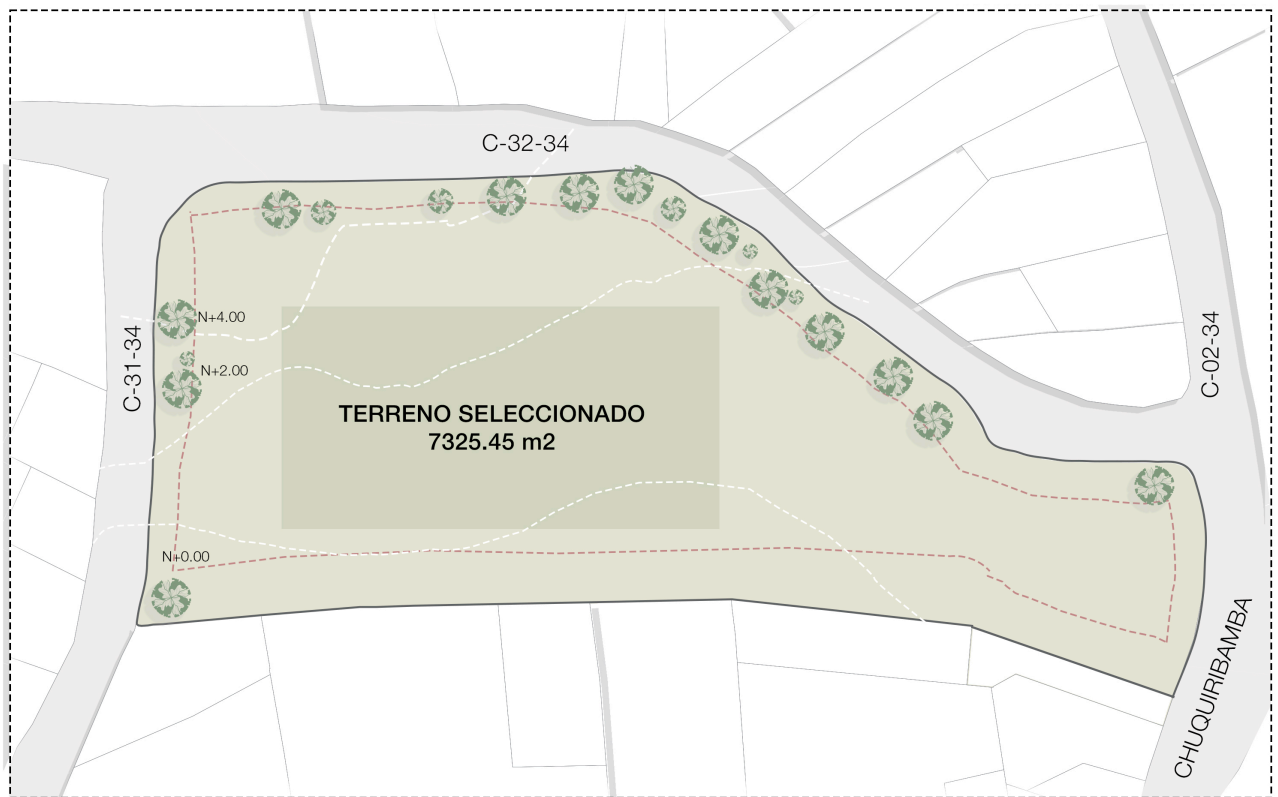 C-32-34
N+4.00
C-31-34
C-02-34
N+2.00
TERRENO SELECCIONADO
7325.45 m2
N+0.00
CHUQUIRIBAMBA